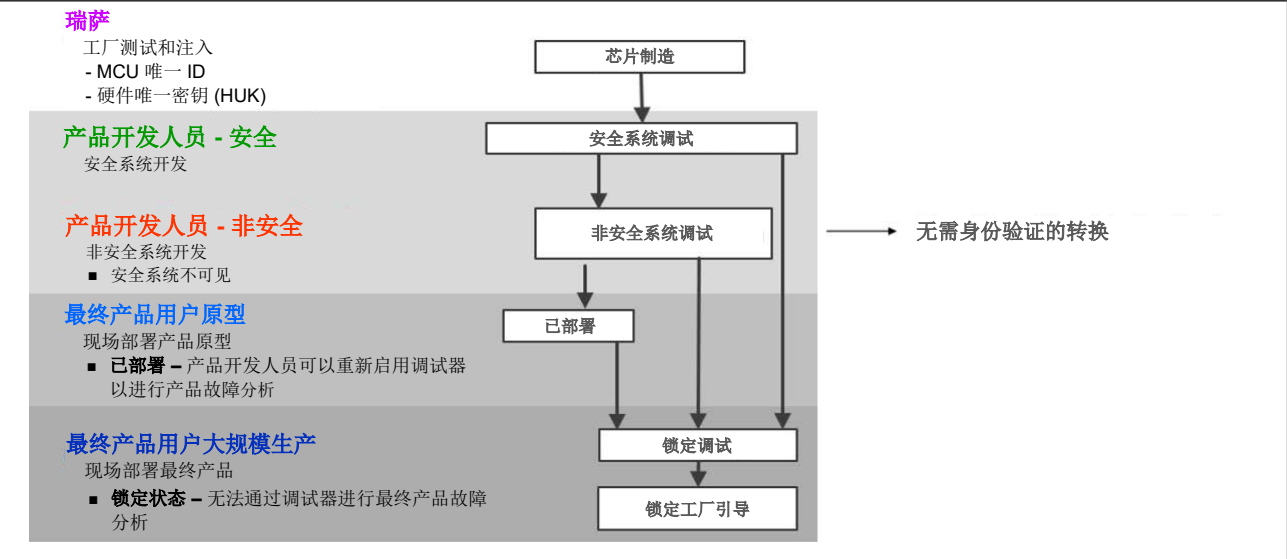 瑞萨
工厂测试和注入
- MCU 唯一 ID
- 硬件唯一密钥 (HUK)
芯片制造
产品开发人员 - 安全
安全系统开发
安全系统调试
产品开发人员 - 非安全
非安全系统开发
■ 安全系统不可见
非安全系统调试
无需身份验证的转换
最终产品用户原型
现场部署产品原型
■ 已部署 – 产品开发人员可以重新启用调试器
以进行产品故障分析
已部署
最终产品用户大规模生产
现场部署最终产品
■ 锁定状态 – 无法通过调试器进行最终产品故障
分析
锁定调试
锁定工厂引导